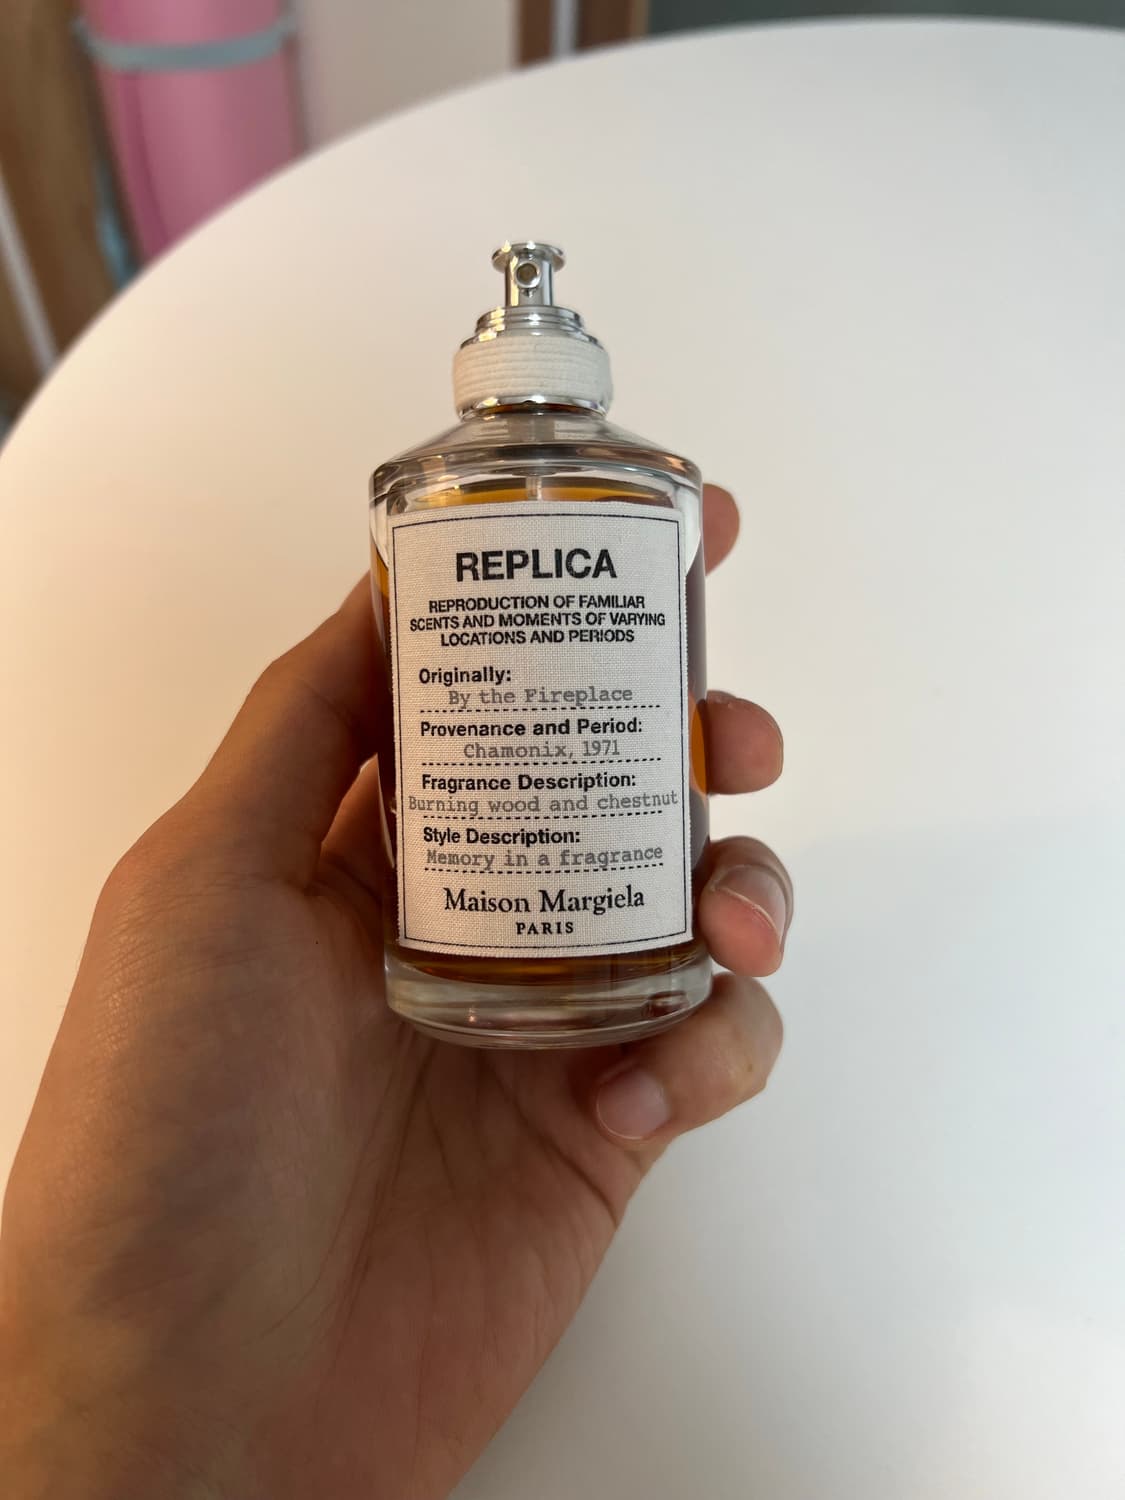 REPLICA
REPRODUCTION OF FAMILIAR
SCENTS AND MOMENTS OF VARYING
LOCATIONS AND PERIODS
Originally:
By the Fireplace
Provenance and Period:
Chamonix, 1971
Fragrance Description:
Burning wood and chestnut
Style Description:
Memory in a fragrance
Maison Margiela
PARIS